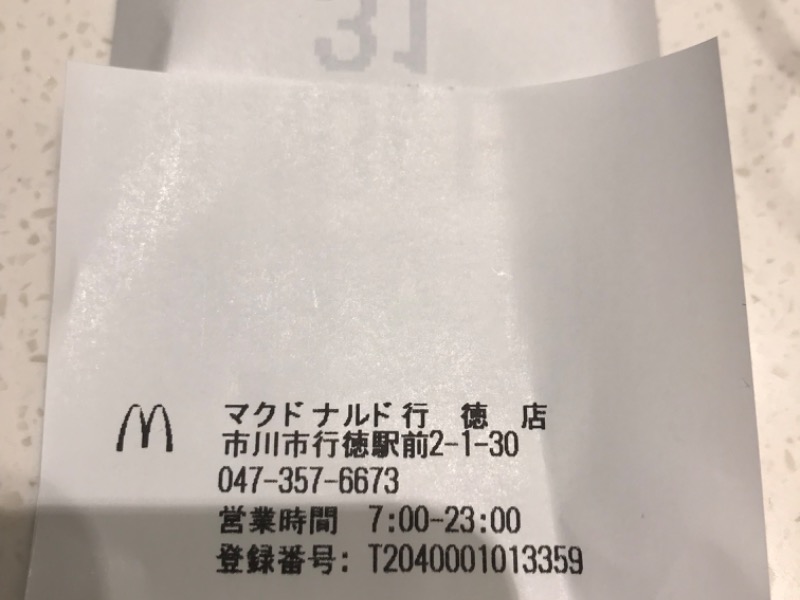 31
マクドナルド行 徳 店
市川市行徳駅前2-1-30
047-357-6673
営業時間 7:00-23:00
登録番号: T2040001013359